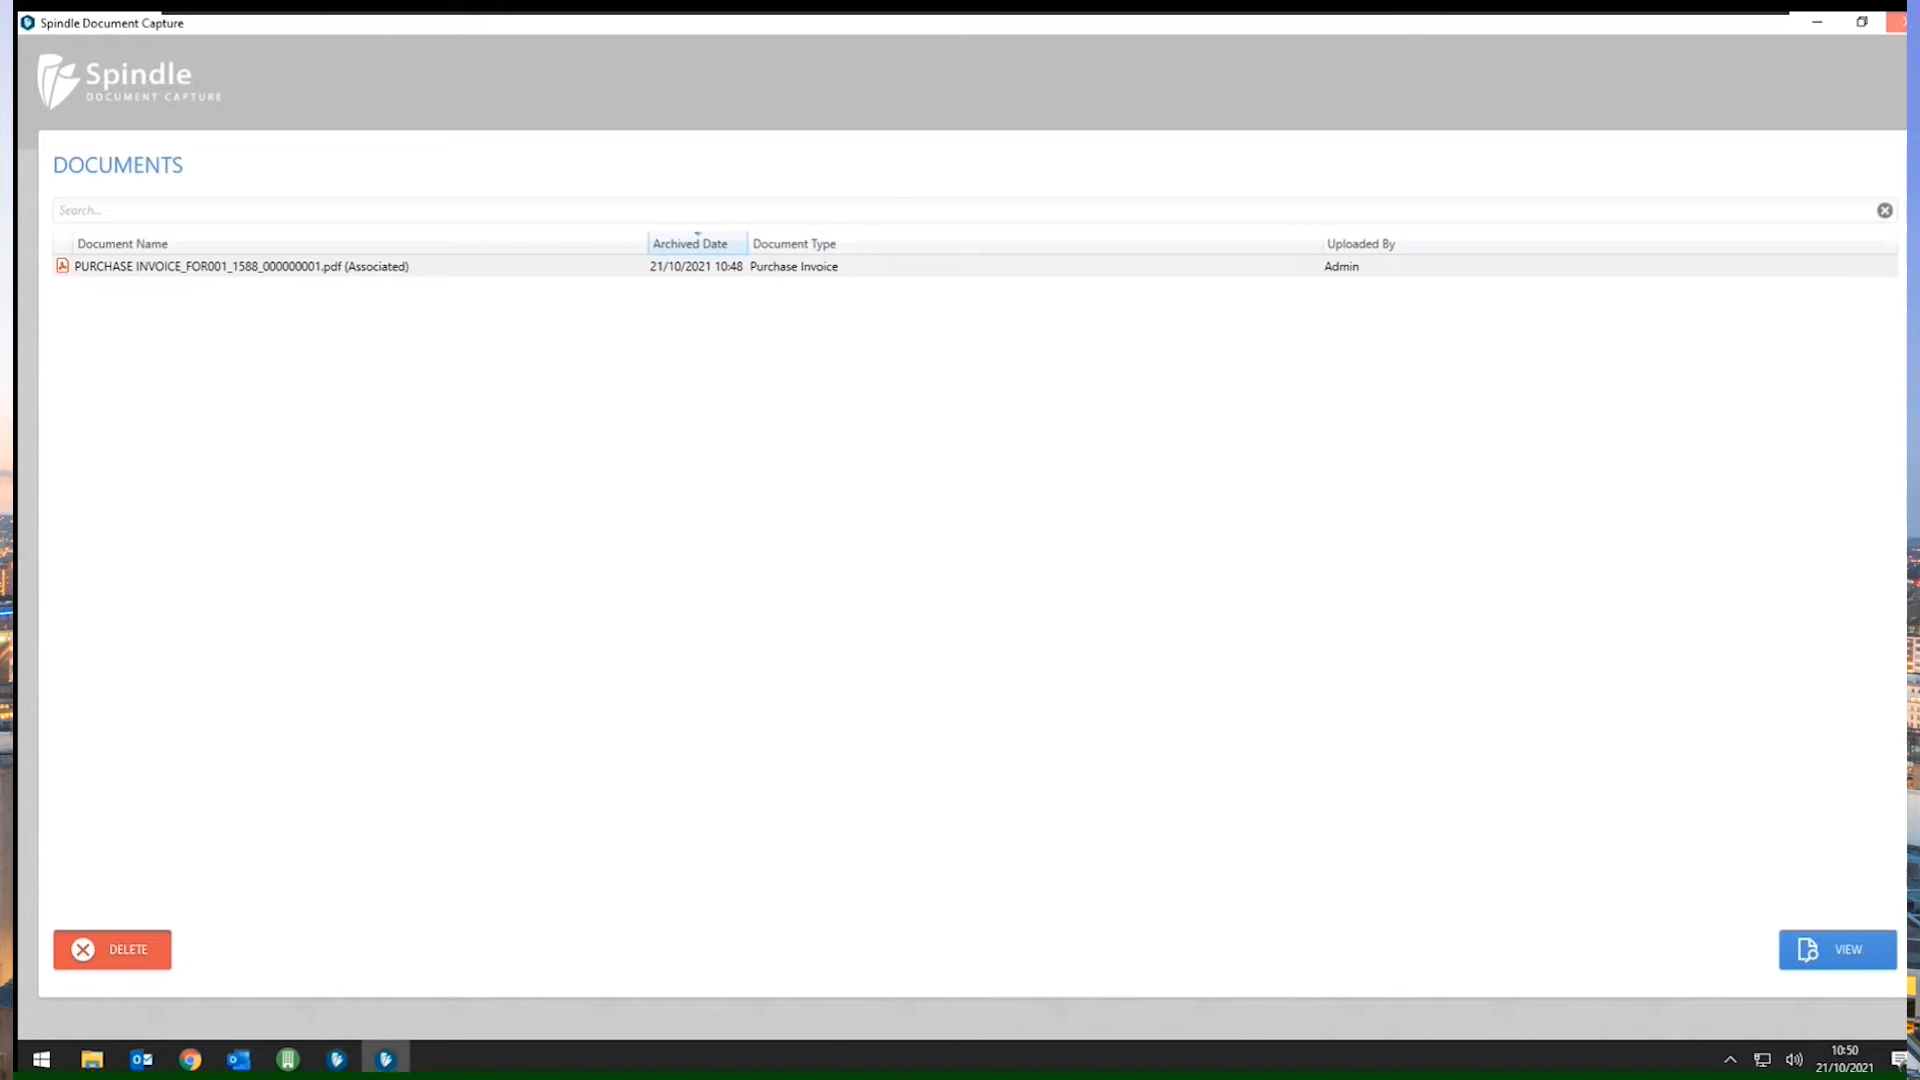 Spindle Document Capture
Spindle
DOCUMENT CAPTURE
DOCUMENTS
Search...
Document Name Archived Date Document Type Uploaded By
PURCHASE INVOICE_FOR001_1588_000000001.pdf (Associated) 21/10/2021 10:48 Purchase Invoice Admin
DELETE
VIEW
10:50
21/10/2021